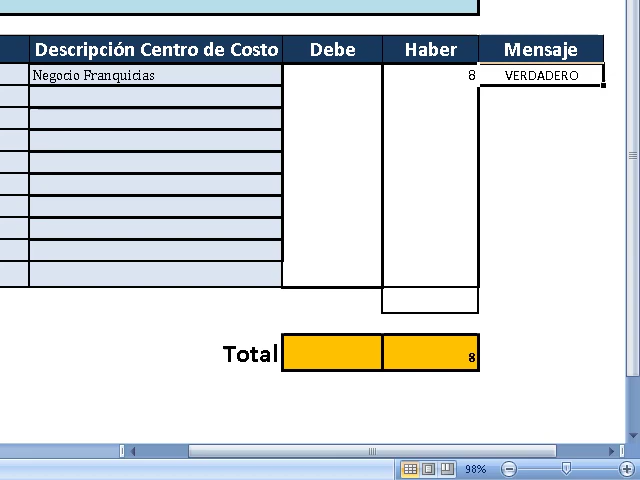 Descripción Centro de Costo Debe Haber Mensaje
Negocio Franquicias 8 VERDADERO
Total 8
98%